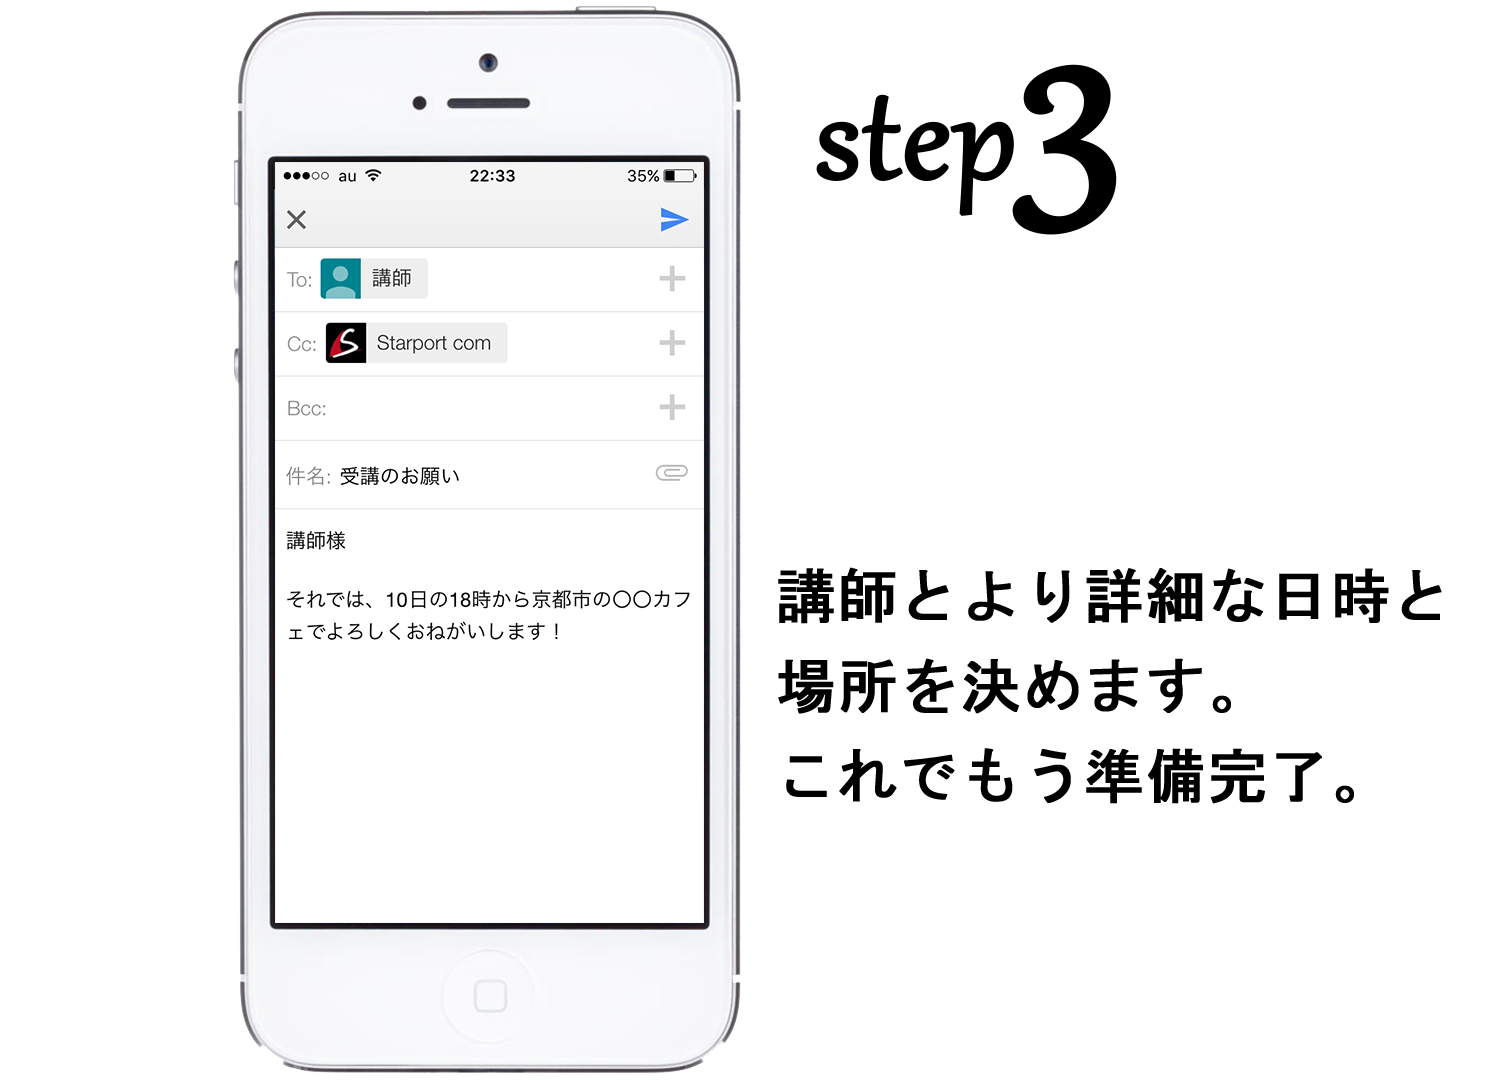 step3
au 22:33 35%
To: 講師
Cc: Starport com
Bcc:
件名: 受講のお願い
講師様
それでは、10日の18時から京都市の〇〇カフ
ェでよろしくおねがいします！
講師とより詳細な日時と
場所を決めます。
これでもう準備完了。